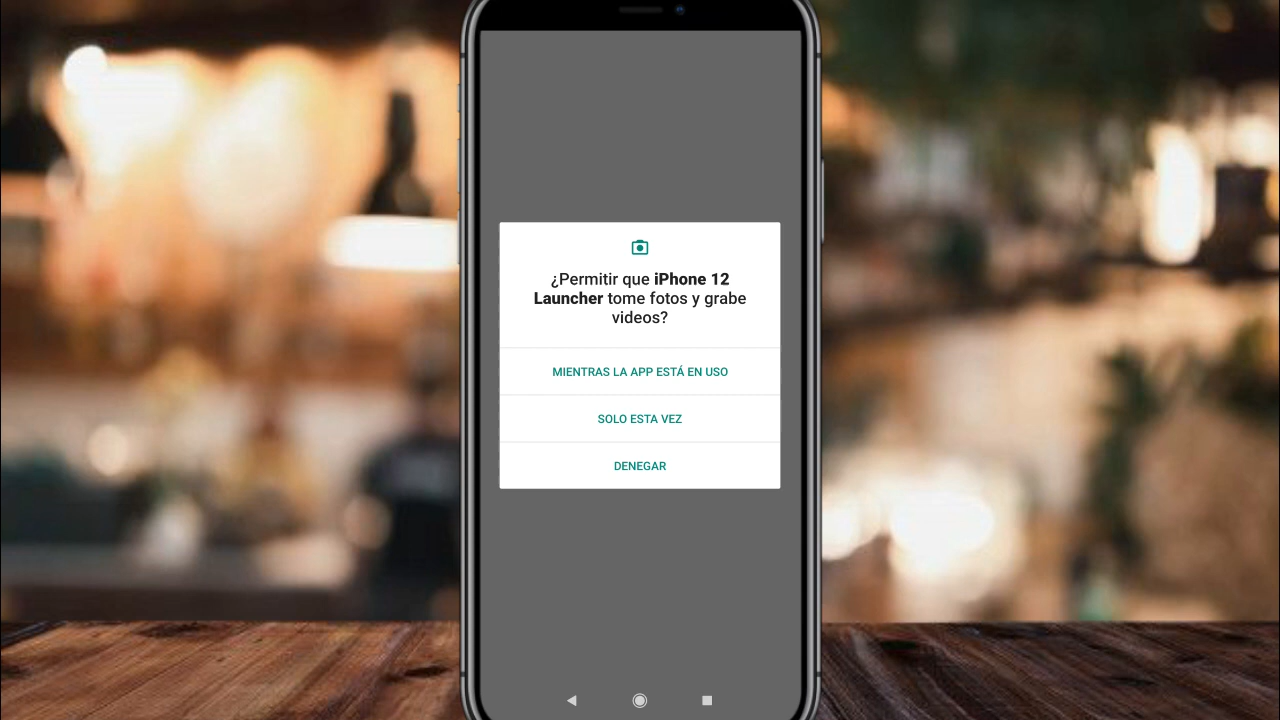 ¿Permitir que iPhone 12
Launcher tome fotos y grabe
videos?
MIENTRAS LA APP ESTÁ EN USO
SOLO ESTA VEZ
DENEGAR